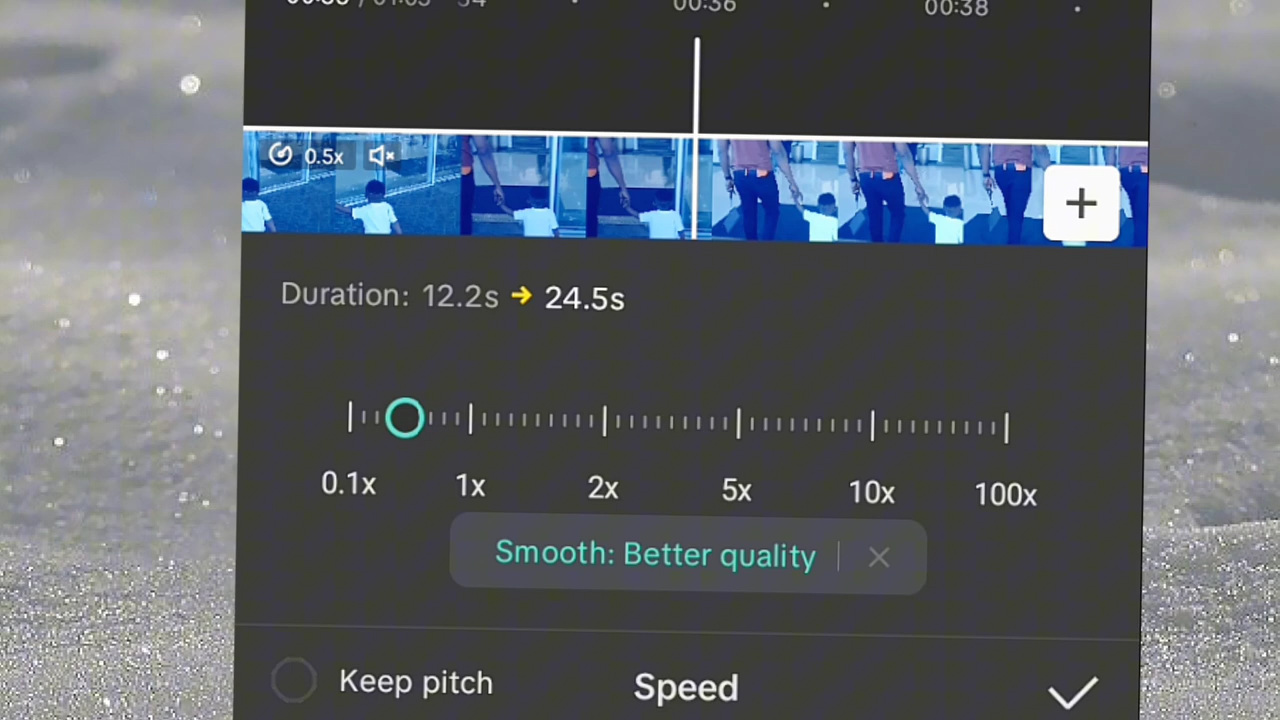 00:36 00:38
0.5x
Duration: 12.2s → 24.5s
0.1x 1x 2x 5x 10x 100x
Smooth: Better quality
Keep pitch Speed